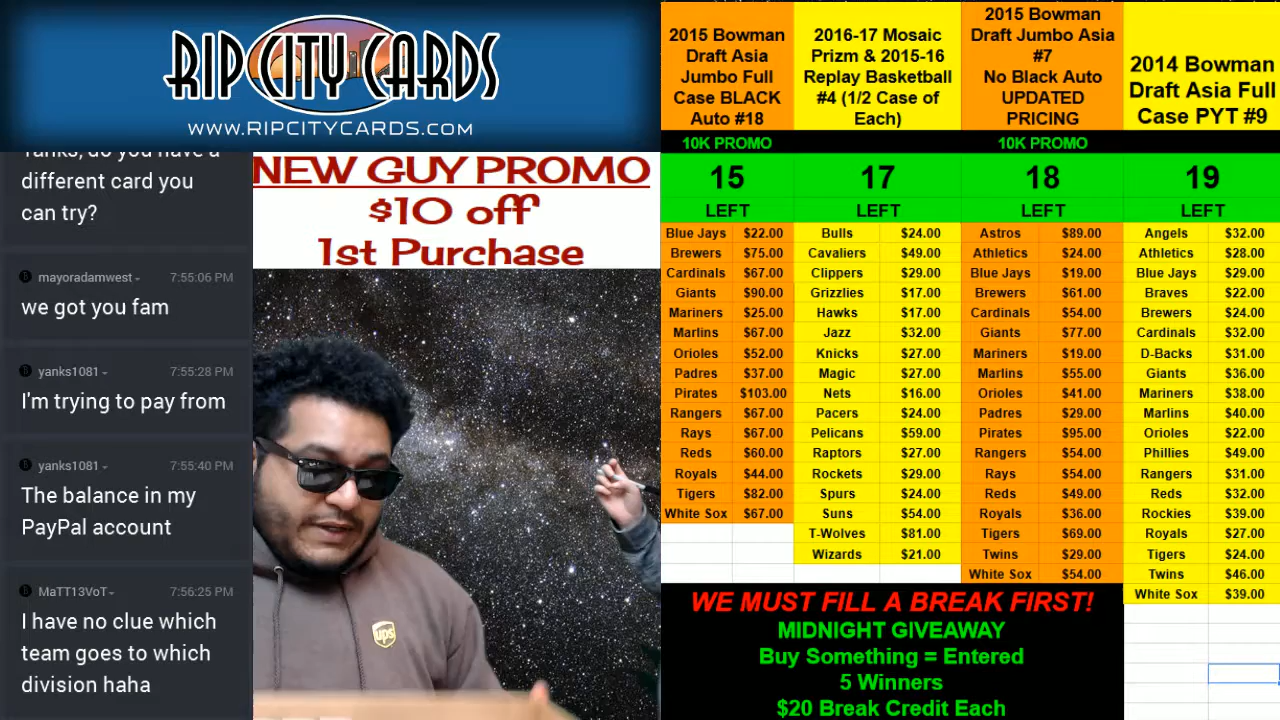 RIP CITY CARDS
WWW.RIPCITYCARDS.COM
Yanks, do you have a
different card you
can try?
mayoradamwest 7:55:06 PM
we got you fam
yanks1081 7:55:28 PM
I'm trying to pay from
yanks1081 7:55:40 PM
The balance in my
PayPal account
MaTT13VoT 7:56:25 PM
I have no clue which
team goes to which
division haha
NEW GUY PROMO
$10 off
1st Purchase
ups
2015 Bowman
Draft Asia
Jumbo Full
Case BLACK
Auto #18
10K PROMO
15
LEFT
Blue Jays $22.00
Brewers $75.00
Cardinals $67.00
Giants $90.00
Mariners $25.00
Marlins $67.00
Orioles $52.00
Padres $37.00
Pirates $103.00
Rangers $67.00
Rays $67.00
Reds $60.00
Royals $44.00
Tigers $82.00
White Sox $67.00
2016-17 Mosaic
Prizm & 2015-16
Replay Basketball
#4 (1/2 Case of
Each)
17
LEFT
Bulls $24.00
Cavaliers $49.00
Clippers $29.00
Grizzlies $17.00
Hawks $17.00
Jazz $32.00
Knicks $27.00
Magic $27.00
Nets $16.00
Pacers $24.00
Pelicans $59.00
Raptors $27.00
Rockets $29.00
Spurs $24.00
Suns $54.00
T-Wolves $81.00
Wizards $21.00
2015 Bowman
Draft Jumbo Asia
#7
No Black Auto
UPDATED
PRICING
10K PROMO
18
LEFT
Astros $89.00
Athletics $24.00
Blue Jays $19.00
Brewers $61.00
Cardinals $54.00
Giants $77.00
Mariners $19.00
Marlins $55.00
Orioles $41.00
Padres $29.00
Pirates $95.00
Rangers $54.00
Rays $54.00
Reds $49.00
Royals $36.00
Tigers $69.00
Twins $29.00
White Sox $54.00
2014 Bowman
Draft Asia Full
Case PYT #9
19
LEFT
Angels $32.00
Athletics $28.00
Blue Jays $29.00
Braves $22.00
Brewers $24.00
Cardinals $32.00
D-Backs $31.00
Giants $36.00
Mariners $38.00
Marlins $40.00
Orioles $22.00
Phillies $49.00
Rangers $31.00
Reds $32.00
Rockies $39.00
Royals $27.00
Tigers $24.00
Twins $46.00
White Sox $39.00
WE MUST FILL A BREAK FIRST!
MIDNIGHT GIVEAWAY
Buy Something = Entered
5 Winners
$20 Break Credit Each